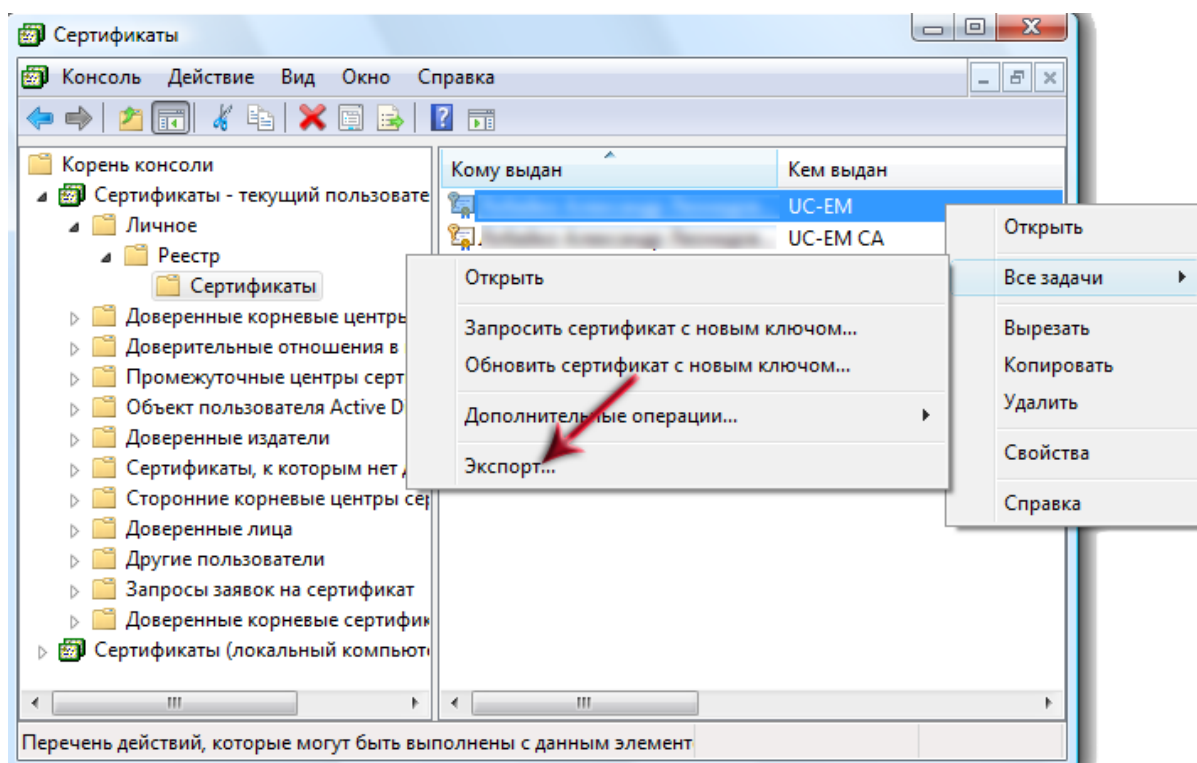 Сертификаты
Консоль Действие Вид Окно Справка
Корень консоли
Сертификаты - текущий пользовате
Личное
Реестр
Сертификаты
Доверенные корневые центры
Доверительные отношения в
Промежуточные центры серт
Объект пользователя Active D
Доверенные издатели
Сертификаты, к которым нет
Сторонние корневые центры сер
Доверенные лица
Другие пользователи
Запросы заявок на сертификат
Доверенные корневые сертифик
Сертификаты (локальный компьюте
Кому выдан Кем выдан
UC-EM
UC-EM CA
Открыть
Запросить сертификат с новым ключом...
Обновить сертификат с новым ключом...
Дополнительные операции...
Экспорт...
Открыть
Все задачи
Вырезать
Копировать
Удалить
Свойства
Справка
Перечень действий, которые могут быть выполнены с данным элемент